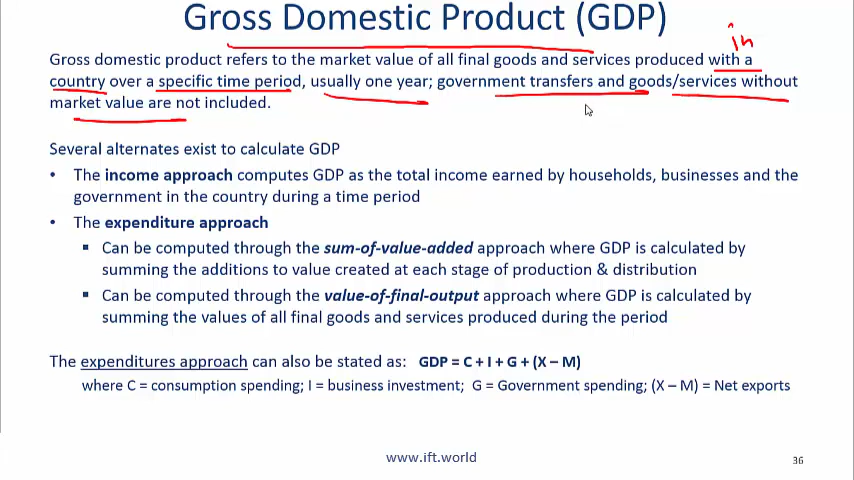 Gross Domestic Product (GDP)
in
Gross domestic product refers to the market value of all final goods and services produced with a
country over a specific time period, usually one year; government transfers and goods/services without
market value are not included.
Several alternates exist to calculate GDP
• The income approach computes GDP as the total income earned by households, businesses and the
government in the country during a time period
• The expenditure approach
▪ Can be computed through the sum-of-value-added approach where GDP is calculated by
summing the additions to value created at each stage of production & distribution
▪ Can be computed through the value-of-final-output approach where GDP is calculated by
summing the values of all final goods and services produced during the period
The expenditures approach can also be stated as: GDP = C + I + G + (X – M)
where C = consumption spending; I = business investment; G = Government spending; (X – M) = Net exports
www.ift.world
36